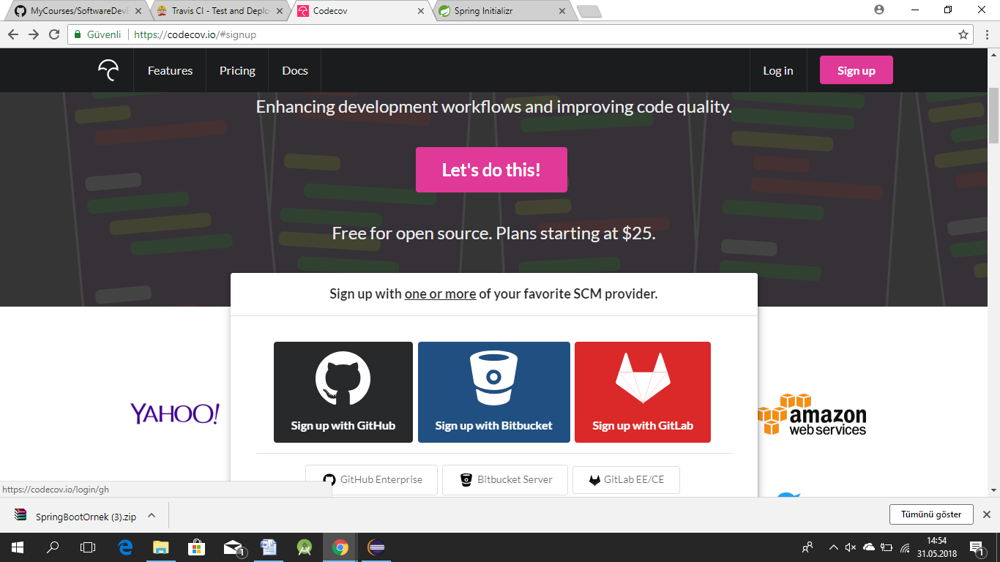 MyCourses/SoftwareDevE
Travis CI - Test and Deplo
Codecov
Spring Initializr
Güvenli
https://codecov.io/#signup
Features
Pricing
Docs
Log in
Sign up
Enhancing development workflows and improving code quality.
Let's do this!
Free for open source. Plans starting at $25.
Sign up with one or more of your favorite SCM provider.
Sign up with GitHub
Sign up with Bitbucket
Sign up with GitLab
YAHOO!
amazon
web services
GitHub Enterprise
Bitbucket Server
GitLab EE/CE
https://codecov.io/login/gh
SpringBootOrnek (3).zip
Tümünü göster
1
14:54
31.05.2018
1